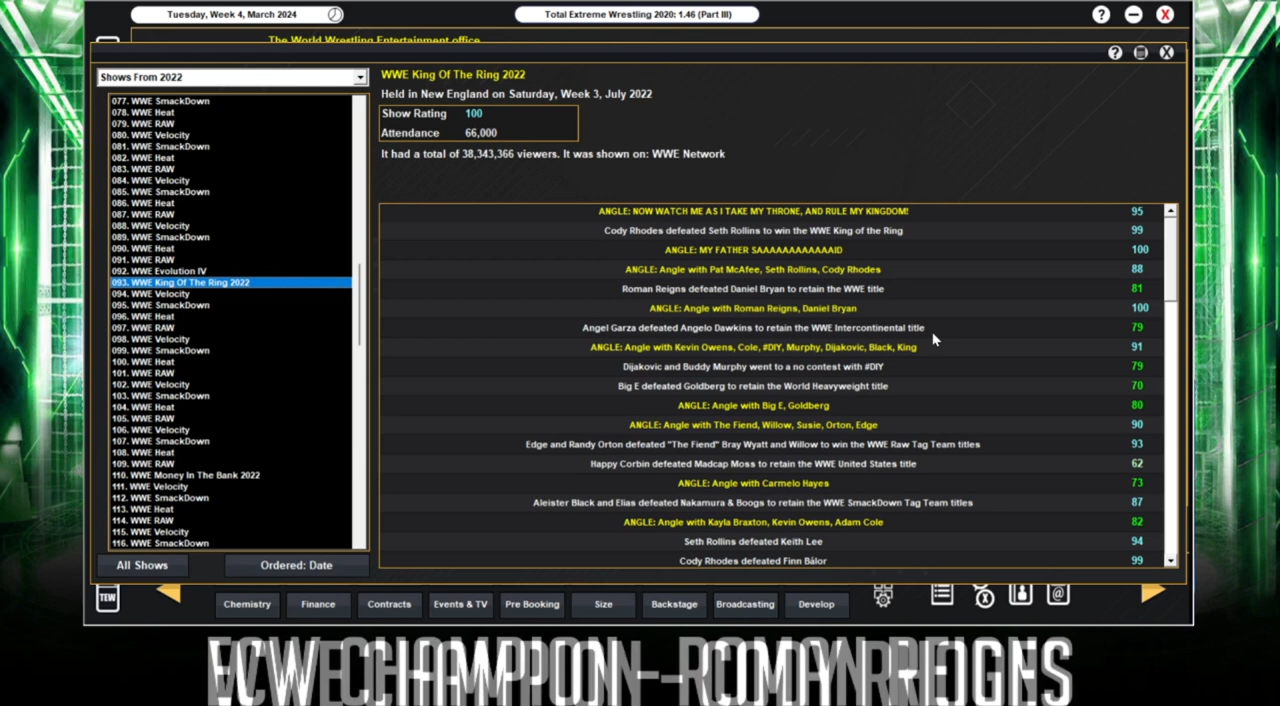 Tuesday, Week 4, March 2024
Total Extreme Wrestling 2020: 1.46 (Part III)
?
X
The World Wrestling Entertainment office
?
X
Shows From 2022
077. WWE SmackDown
078. WWE Heat
079. WWE RAW
080. WWE Velocity
081. WWE SmackDown
082. WWE Heat
083. WWE RAW
084. WWE Velocity
085. WWE SmackDown
086. WWE Heat
087. WWE RAW
088. WWE Velocity
089. WWE SmackDown
090. WWE Heat
091. WWE RAW
092. WWE Evolution IV
093. WWE King Of The Ring 2022
094. WWE Velocity
095. WWE SmackDown
096. WWE Heat
097. WWE RAW
098. WWE Velocity
099. WWE SmackDown
100. WWE Heat
101. WWE RAW
102. WWE Velocity
103. WWE SmackDown
104. WWE Heat
105. WWE RAW
106. WWE Velocity
107. WWE SmackDown
108. WWE Heat
109. WWE RAW
110. WWE Money In The Bank 2022
111. WWE Velocity
112. WWE SmackDown
113. WWE Heat
114. WWE RAW
115. WWE Velocity
116. WWE SmackDown
All Shows
Ordered: Date
WWE King Of The Ring 2022
Held in New England on Saturday, Week 3, July 2022
Show Rating 100
Attendance 66,000
It had a total of 38,343,366 viewers. It was shown on: WWE Network
ANGLE: NOW WATCH ME AS I TAKE MY THRONE, AND RULE MY KINGDOM! 95
Cody Rhodes defeated Seth Rollins to win the WWE King of the Ring 99
ANGLE: MY FATHER SAAAAAAAAAAAAID 100
ANGLE: Angle with Pat McAfee, Seth Rollins, Cody Rhodes 88
Roman Reigns defeated Daniel Bryan to retain the WWE title 81
ANGLE: Angle with Roman Reigns, Daniel Bryan 100
Angel Garza defeated Angelo Dawkins to retain the WWE Intercontinental title 79
ANGLE: Angle with Kevin Owens, Cole, #DIY, Murphy, Dijakovic, Black, King 91
Dijakovic and Buddy Murphy went to a no contest with #DIY 79
Big E defeated Goldberg to retain the World Heavyweight title 70
ANGLE: Angle with Big E, Goldberg 80
ANGLE: Angle with The Fiend, Willow, Susie, Orton, Edge 90
Edge and Randy Orton defeated "The Fiend" Bray Wyatt and Willow to win the WWE Raw Tag Team titles 93
Happy Corbin defeated Madcap Moss to retain the WWE United States title 62
ANGLE: Angle with Carmelo Hayes 73
Aleister Black and Elias defeated Nakamura & Boogs to retain the WWE SmackDown Tag Team titles 87
ANGLE: Angle with Kayla Braxton, Kevin Owens, Adam Cole 82
Seth Rollins defeated Keith Lee 94
Cody Rhodes defeated Finn Bálor 99
TEW
Chemistry
Finance
Contracts
Events & TV
Pre Booking
Size
Backstage
Broadcasting
Develop